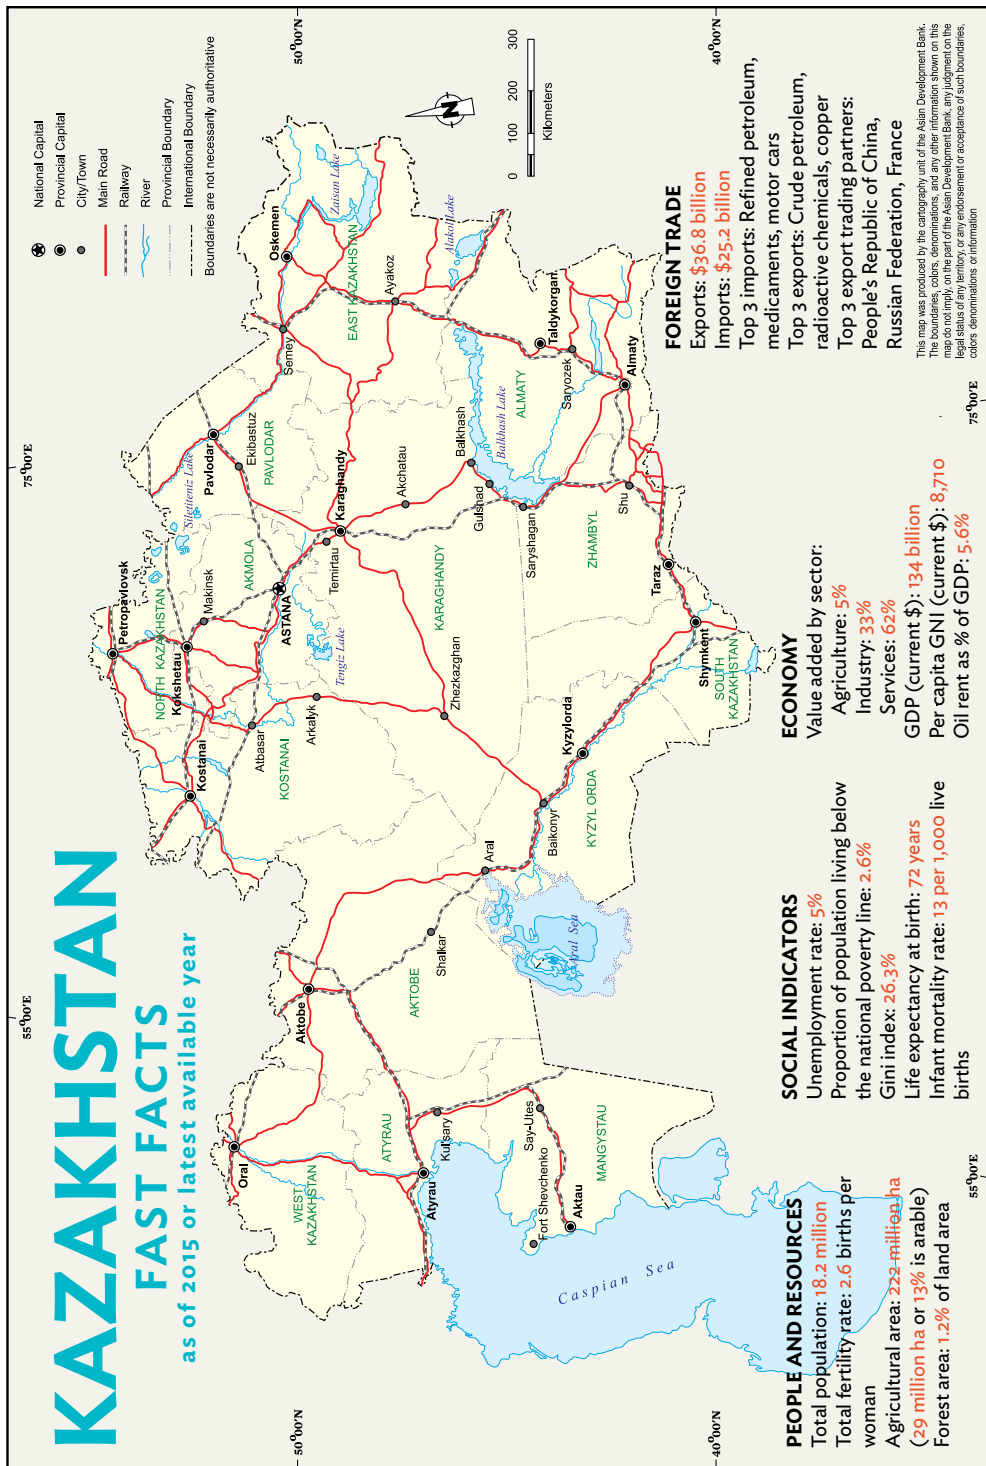 KAZAKHSTAN
FAST FACTS
as of 2015 or latest available year
National Capital
Provincial Capital
City/Town
Main Road
Railway
River
Provincial Boundary
International Boundary
Boundaries are not necessarily authoritative
55°00'E
75°00'E
50°00'N
50°00'N
40°00'N
40°00'N
55°00'E
75°00'E
N
0 100 200 300
Kilometers
Petropavlovsk
NORTH KAZAKHSTAN
Kokshetau
Makinsk
Siletiteniz Lake
Kostanai
KOSTANAI
Atbasar
Arkalyk
AKMOLA
ASTANA
Tengiz Lake
Pavlodar
Ekibastuz
PAVLODAR
Semey
Oskemen
Zaisan Lake
EAST KAZAKHSTAN
Ayakoz
Alakol Lake
Temirtau
Karaghandy
Akchatau
KARAGHANDY
Zhezkazghan
Balkhash
Gulshad
Balkhash Lake
Saryshagan
ALMATY
Taldykorgan
Saryozek
Almaty
Shu
ZHAMBYL
Taraz
Shymkent
SOUTH
KAZAKHSTAN
Kyzylorda
KYZYL ORDA
Baikonyr
Aral
Aral Sea
Shalkar
AKTOBE
Aktobe
Oral
WEST
KAZAKHSTAN
ATYRAU
Atyrau
Kulsary
Say-Utes
Fort Shevchenko
Aktau
MANGYSTAU
Caspian Sea
PEOPLE AND RESOURCES
Total population: 18.2 million
Total fertility rate: 2.6 births per
woman
Agricultural area: 222 million ha
(29 million ha or 13% is arable)
Forest area: 1.2% of land area
SOCIAL INDICATORS
Unemployment rate: 5%
Proportion of population living below
the national poverty line: 2.6%
Gini index: 26.3%
Life expectancy at birth: 72 years
Infant mortality rate: 13 per 1,000 live
births
ECONOMY
Value added by sector:
Agriculture: 5%
Industry: 33%
Services: 62%
GDP (current $): 134 billion
Per capita GNI (current $): 8,710
Oil rent as % of GDP: 5.6%
FOREIGN TRADE
Exports: $36.8 billion
Imports: $25.2 billion
Top 3 imports: Refined petroleum,
medicaments, motor cars
Top 3 exports: Crude petroleum,
radioactive chemicals, copper
Top 3 export trading partners:
People's Republic of China,
Russian Federation, France
This map was produced by the cartography unit of the Asian Development Bank.
The boundaries, colors, denominations, and any other information shown on this
map do not imply, on the part of the Asian Development Bank, any judgment on the
legal status of any territory, or any endorsement or acceptance of such boundaries,
colors, denominations, or information